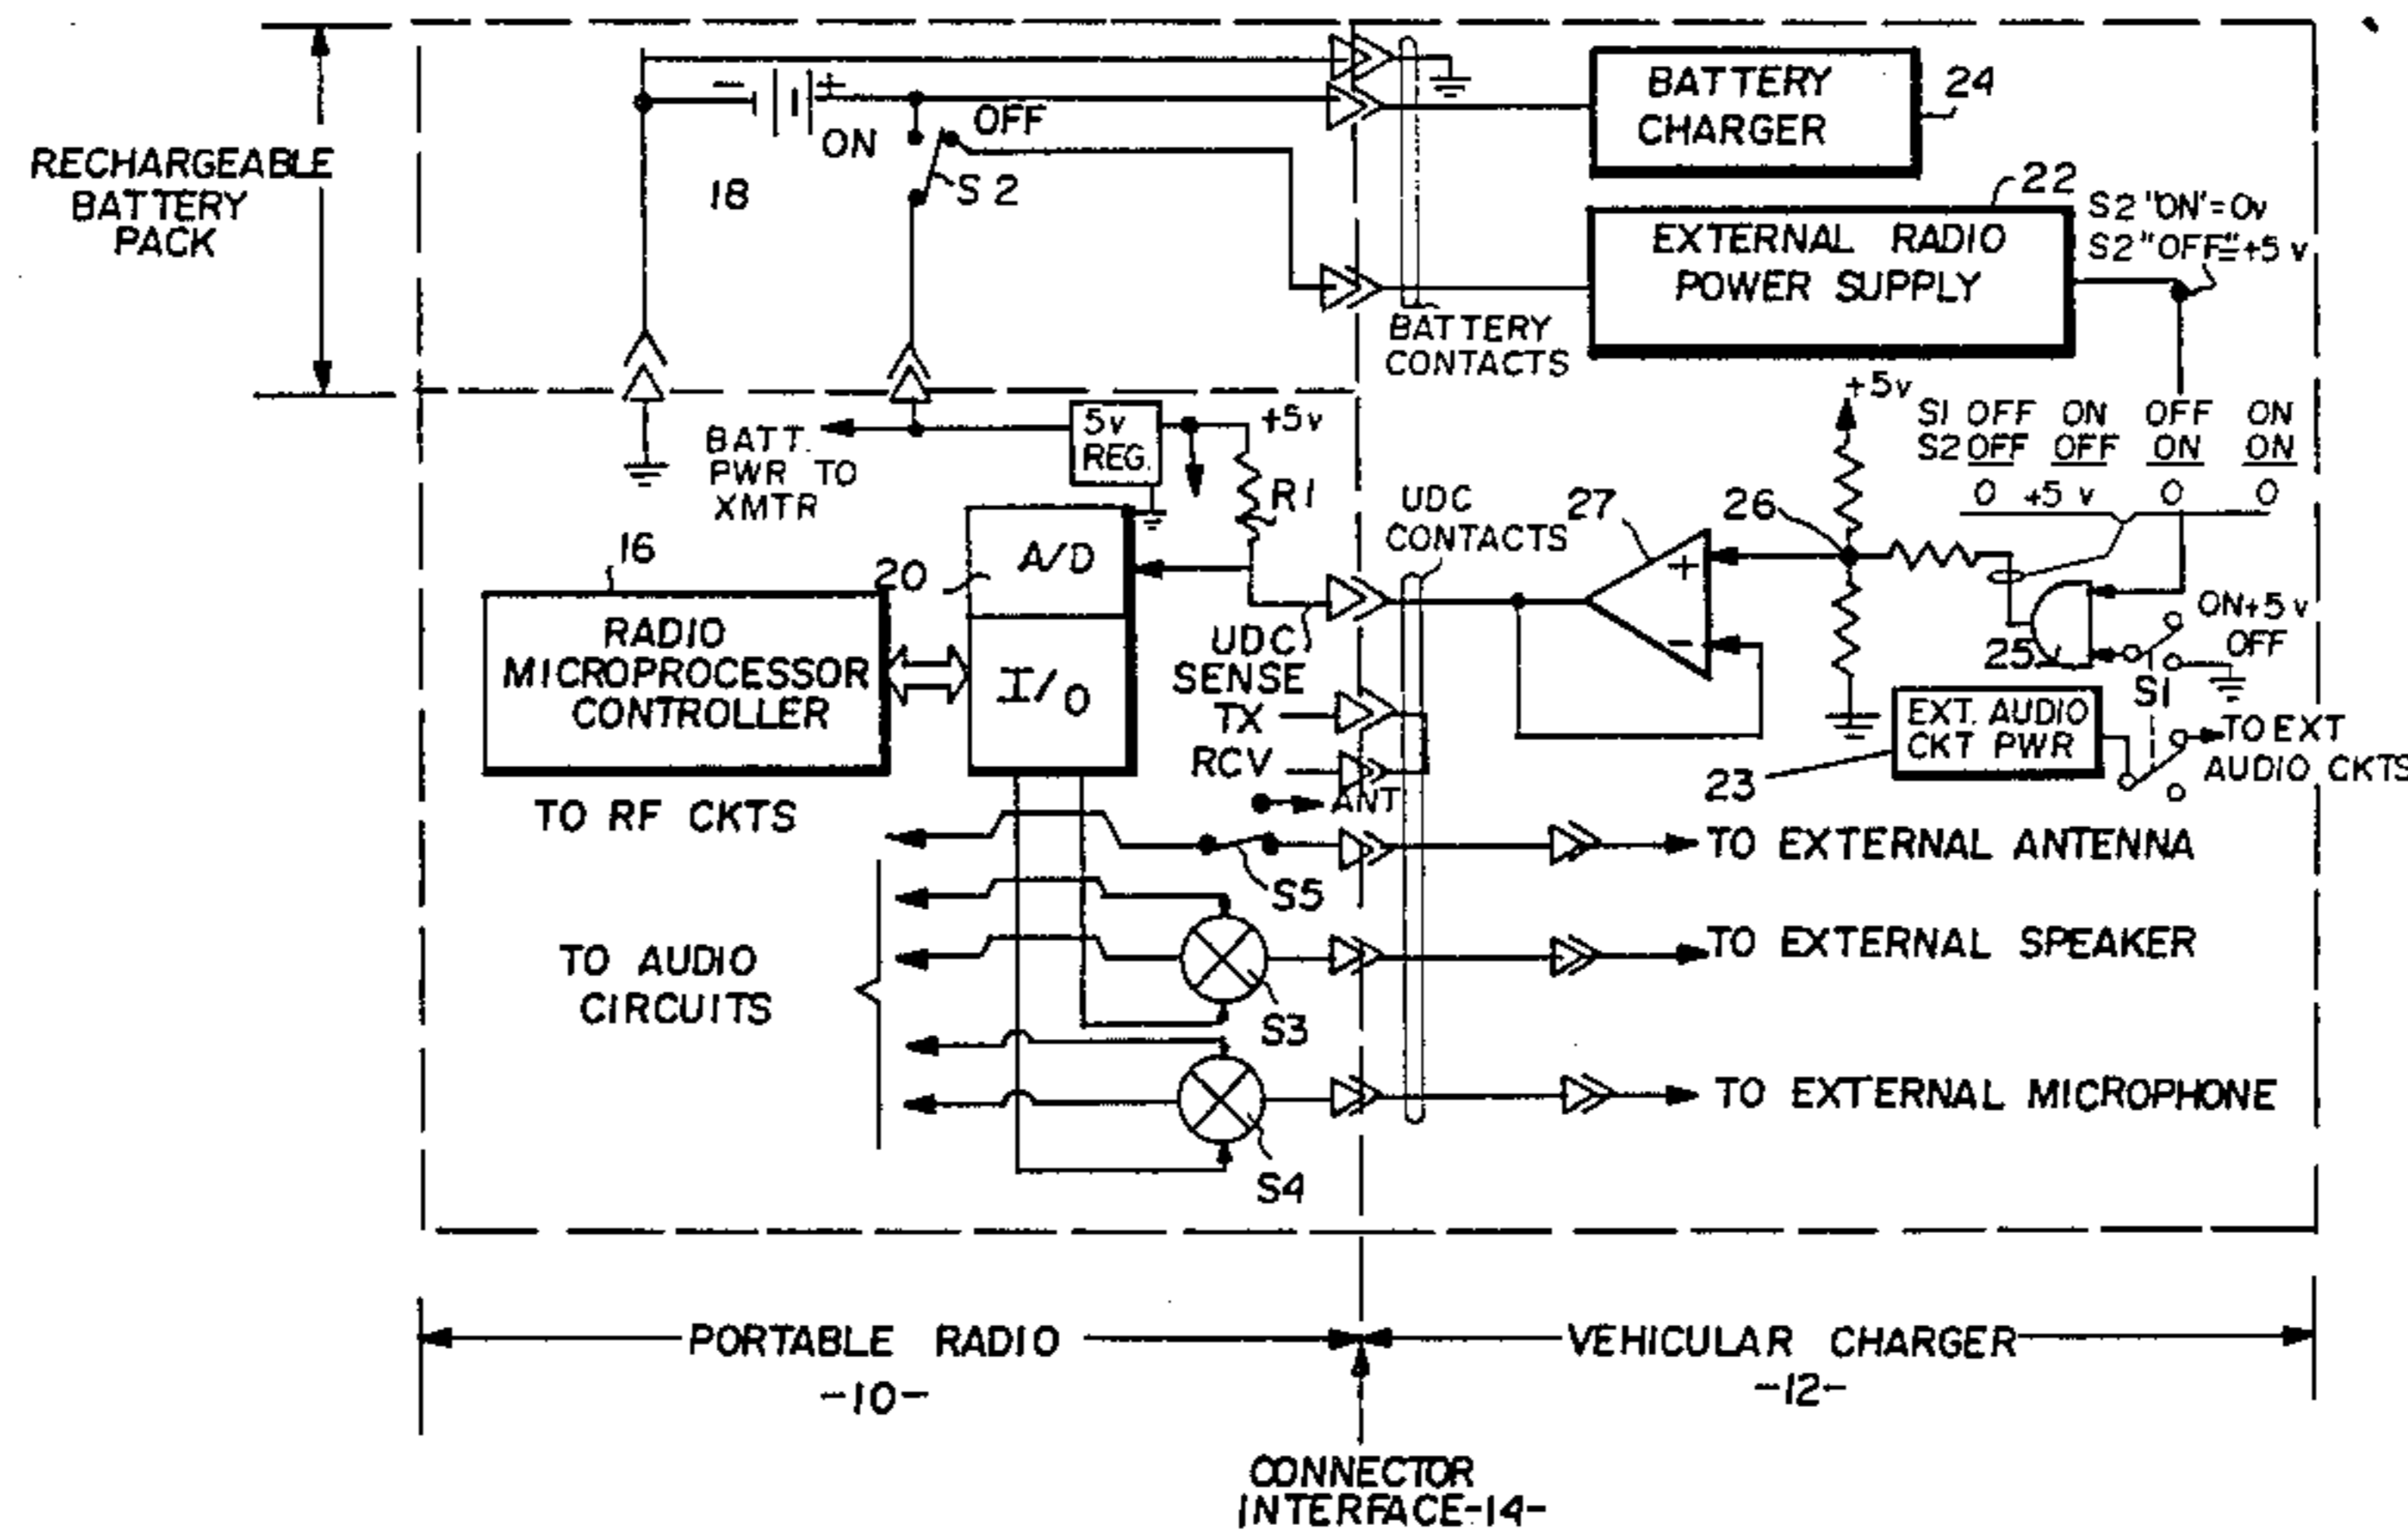 RECHARGEABLE
BATTERY
PACK
- +
ON
OFF
18
S2
BATTERY
CHARGER
24
22
EXTERNAL RADIO
POWER SUPPLY
S2 "ON"=0v
S2 "OFF"=+5v
BATTERY
CONTACTS
BATT.
PWR TO
XMTR
5v
REG.
+5v
R1
+5v
S1 OFF ON OFF ON
S2 OFF OFF ON ON
0 +5 v 0 0
16
20
A/D
I/O
RADIO
MICROPROCESSOR
CONTROLLER
UDC
CONTACTS
27
26
+
-
25
ON+5v
OFF
S1
UDC
SENSE
TX
RCV
ANT
EXT. AUDIO
CKT PWR
23
TO EXT
AUDIO CKTS
TO RF CKTS
TO EXTERNAL ANTENNA
S5
TO AUDIO
CIRCUITS
TO EXTERNAL SPEAKER
S3
TO EXTERNAL MICROPHONE
S4
PORTABLE RADIO
-10-
VEHICULAR CHARGER
-12-
CONNECTOR
INTERFACE-14-